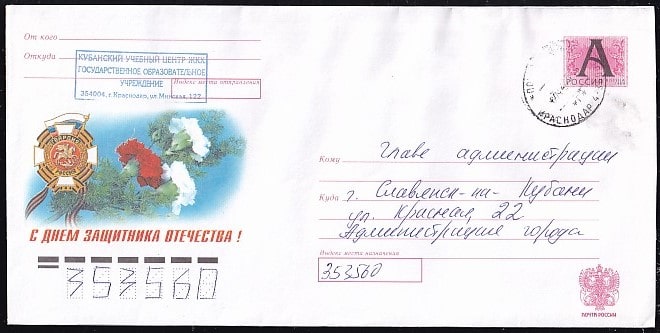 От кого
Откуда
КУБАНСКИЙ УЧЕБНЫЙ ЦЕНТР ЖКК
ГОСУДАРСТВЕННОЕ ОБРАЗОВАТЕЛЬНОЕ
УЧРЕЖДЕНИЕ
354004, г. Краснодар, ул. Минская, 122
Индекс места отправления
А
РОССИЯ
КРАСНОДАР
С ДНЕМ ЗАЩИТНИКА ОТЕЧЕСТВА !
Кому Главе администрации
Куда г. Славянск-на-Кубани
ул. Красная, 22
Администрация города
Индекс места назначения
353560
353560
ПОЧТА РОССИИ